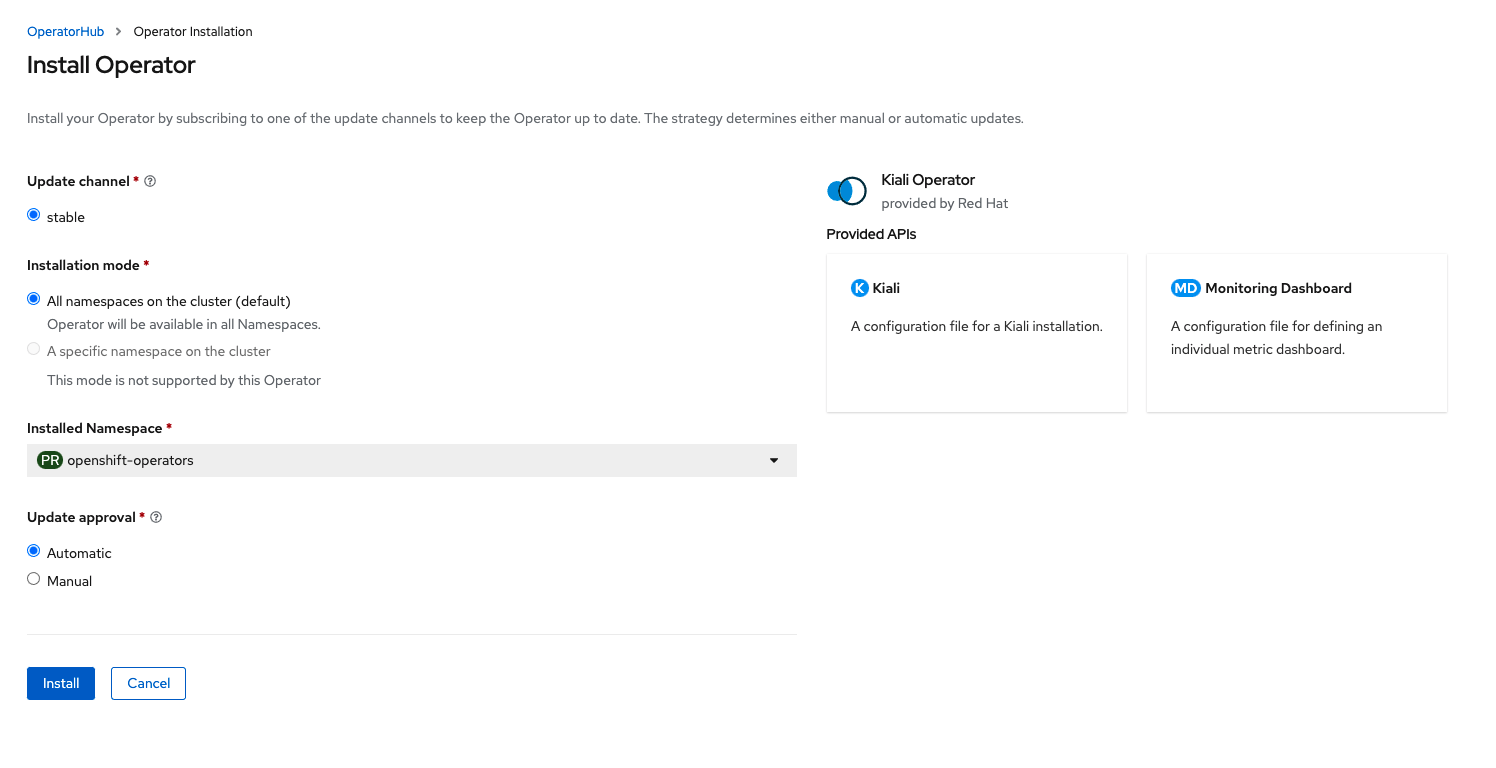 OperatorHub > Operator Installation
Install Operator
Install your Operator by subscribing to one of the update channels to keep the Operator up to date. The strategy determines either manual or automatic updates.
Update channel *
stable
Installation mode *
All namespaces on the cluster (default)
Operator will be available in all Namespaces.
A specific namespace on the cluster
This mode is not supported by this Operator
Installed Namespace *
PR openshift-operators
Update approval *
Automatic
Manual
Install Cancel
Kiali Operator
provided by Red Hat
Provided APIs
K Kiali
A configuration file for a Kiali installation.
MD Monitoring Dashboard
A configuration file for defining an
individual metric dashboard.